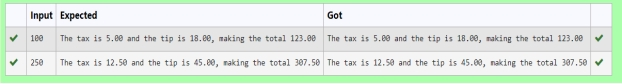 Input Expected Got
100 The tax is 5.00 and the tip is 18.00, making the total 123.00 The tax is 5.00 and the tip is 18.00, making the total 123.00
250 The tax is 12.50 and the tip is 45.00, making the total 307.50 The tax is 12.50 and the tip is 45.00, making the total 307.50